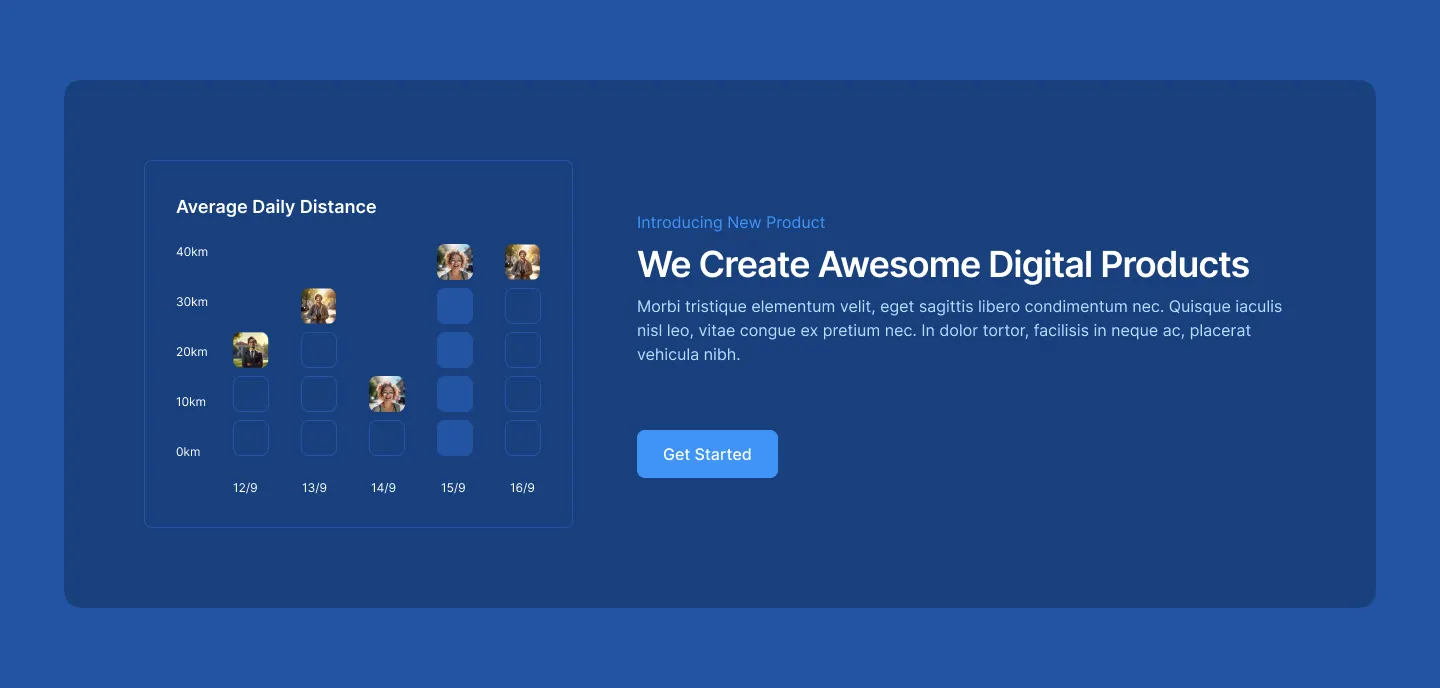 Average Daily Distance
40km
30km
20km
10km
0km
12/9 13/9 14/9 15/9 16/9
Introducing New Product
We Create Awesome Digital Products
Morbi tristique elementum velit, eget sagittis libero condimentum nec. Quisque iaculis
nisl leo, vitae congue ex pretium nec. In dolor tortor, facilisis in neque ac, placerat
vehicula nibh.
Get Started